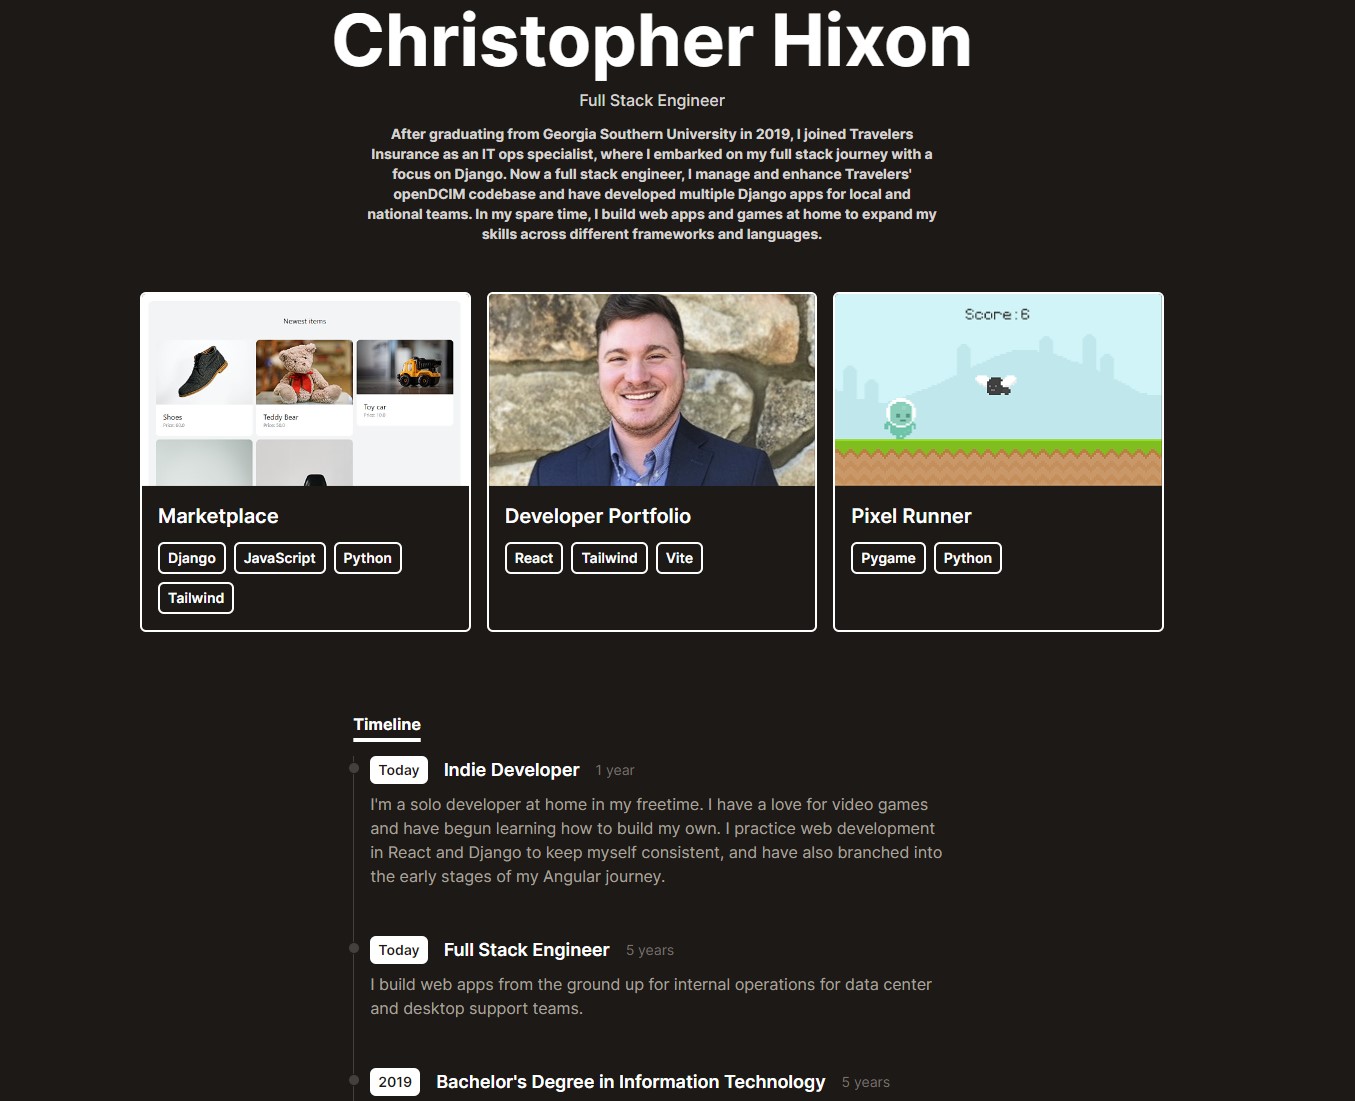 Christopher Hixon
Full Stack Engineer
After graduating from Georgia Southern University in 2019, I joined Travelers
Insurance as an IT ops specialist, where I embarked on my full stack journey with a
focus on Django. Now a full stack engineer, I manage and enhance Travelers'
openDCIM codebase and have developed multiple Django apps for local and
national teams. In my spare time, I build web apps and games at home to expand my
skills across different frameworks and languages.
Newest items
Shoes
Teddy Bear
Toy car
Score:6
Marketplace
Django JavaScript Python
Tailwind
Developer Portfolio
React Tailwind Vite
Pixel Runner
Pygame Python
Timeline
Today Indie Developer 1 year
I'm a solo developer at home in my freetime. I have a love for video games
and have begun learning how to build my own. I practice web development
in React and Django to keep myself consistent, and have also branched into
the early stages of my Angular journey.
Today Full Stack Engineer 5 years
I build web apps from the ground up for internal operations for data center
and desktop support teams.
2019 Bachelor's Degree in Information Technology 5 years